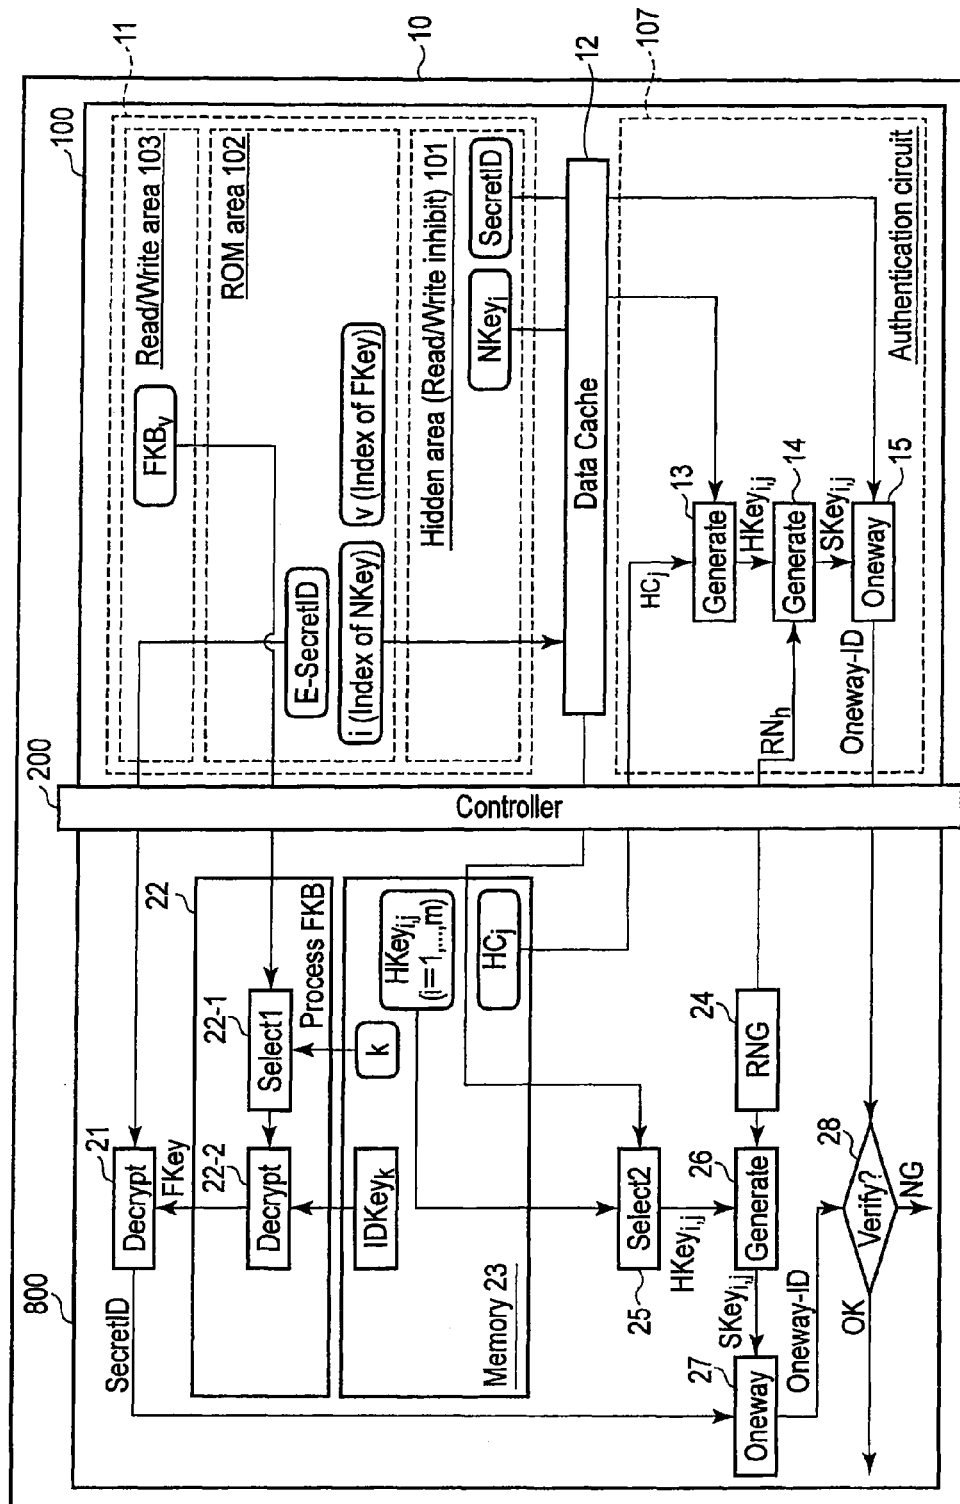 800
200
100
10
11
Read/Write area 103
FKB_v
ROM area 102
E-SecretID
i (Index of NKey)
v (Index of FKey)
Hidden area (Read/Write inhibit) 101
NKey_i
SecretID
12
Data Cache
107
HC_j
13
Generate
HKey_i,j
14
Generate
RN_h
SKey_i,j
15
Oneway
Oneway-ID
Authentication circuit
Controller
SecretID
21
Decrypt
FKey
22
22-1
Select1
22-2
Decrypt
Process FKB
IDKey_k
k
HKey_i,j
(i=1,...,m)
HC_j
Memory 23
Select2
25
HKey_i,j
24
RNG
26
Generate
SKey_i,j
27
Oneway
Oneway-ID
28
Verify?
NG
OK